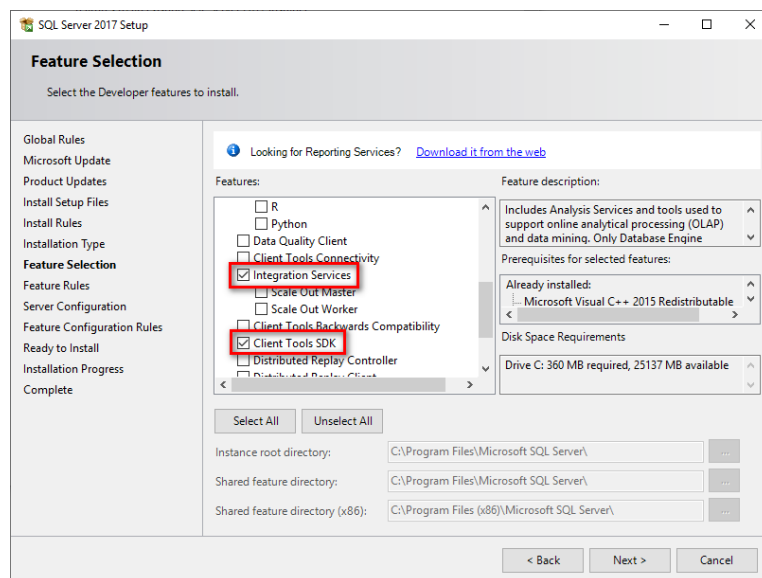 SQL Server 2017 Setup
Feature Selection
Select the Developer features to install.
Global Rules
Microsoft Update
Product Updates
Install Setup Files
Install Rules
Installation Type
Feature Selection
Feature Rules
Server Configuration
Feature Configuration Rules
Ready to Install
Installation Progress
Complete
Looking for Reporting Services? Download it from the web
Features:
R
Python
Data Quality Client
Client Tools Connectivity
Integration Services
Scale Out Master
Scale Out Worker
Client Tools Backwards Compatibility
Client Tools SDK
Distributed Replay Controller
Distributed Replay Client
Feature description:
Includes Analysis Services and tools used to
support online analytical processing (OLAP)
and data mining. Only Database Engine
Prerequisites for selected features:
Already installed:
Microsoft Visual C++ 2015 Redistributable
Disk Space Requirements
Drive C: 360 MB required, 25137 MB available
Select All
Unselect All
Instance root directory:
C:\Program Files\Microsoft SQL Server\
...
Shared feature directory:
C:\Program Files\Microsoft SQL Server\
...
Shared feature directory (x86):
C:\Program Files (x86)\Microsoft SQL Server\
...
< Back
Next >
Cancel